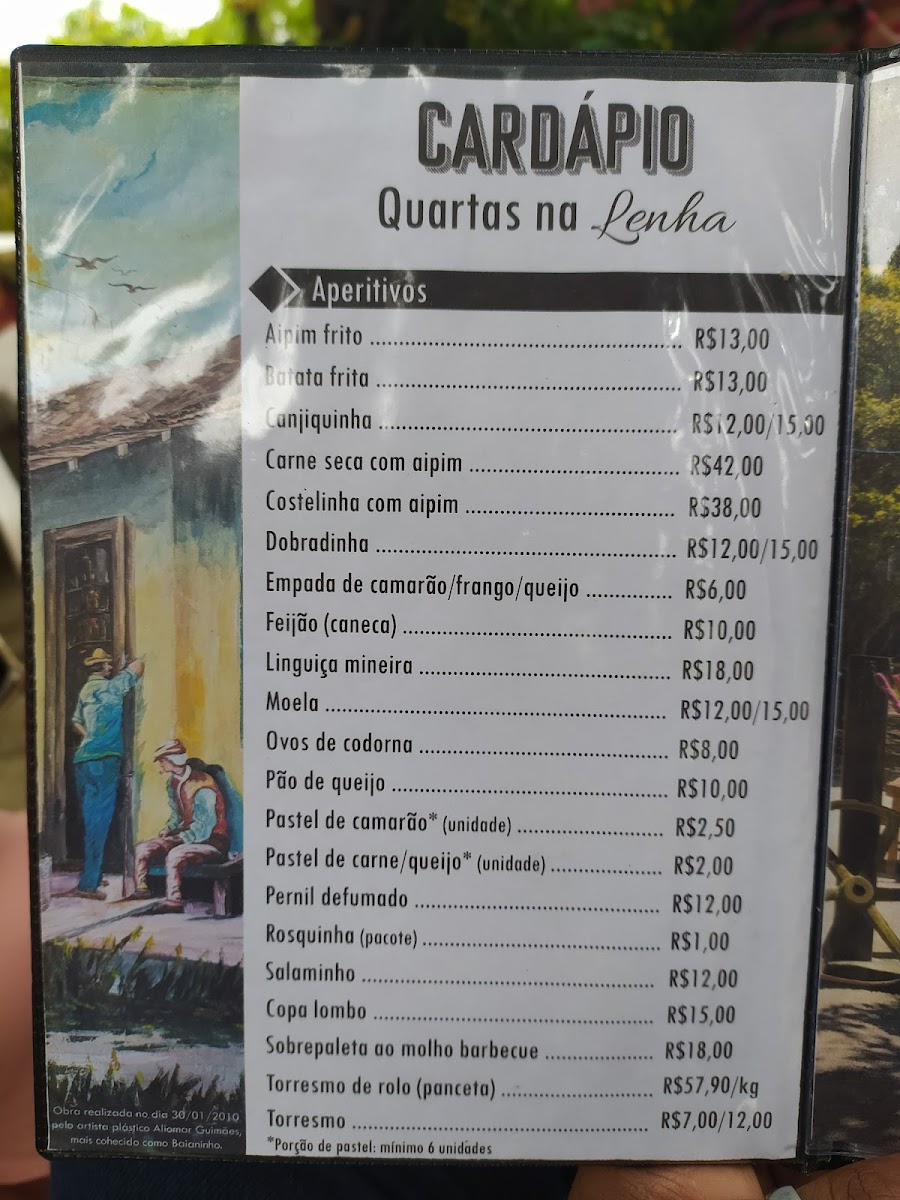 CARDÁPIO
Quartas na Lenha
Aperitivos
Aipim frito ........ R$13,00
Batata frita ........ R$13,00
Canjiquinha ........ R$12,00/15,00
Carne seca com aipim ........ R$42,00
Costelinha com aipim ........ R$38,00
Dobradinha ........ R$12,00/15,00
Empada de camarão/frango/queijo ........ R$6,00
Feijão (caneca) ........ R$10,00
Linguiça mineira ........ R$18,00
Moela ........ R$12,00/15,00
Ovos de codorna ........ R$8,00
Pão de queijo ........ R$10,00
Pastel de camarão* (unidade) ........ R$2,50
Pastel de carne/queijo* (unidade) ........ R$2,00
Pernil defumado ........ R$12,00
Rosquinha (pacote) ........ R$1,00
Salaminho ........ R$12,00
Copa lombo ........ R$15,00
Sobrepaleta ao molho barbecue ........ R$18,00
Torresmo de rolo (panceta) ........ R$57,90/kg
Torresmo ........ R$7,00/12,00
*Porção de pastel: mínimo 6 unidades
Obra realizada no dia 30/01/2010
pelo artista plástico Aliomar Guimães,
mais cohecido como Baianinho.